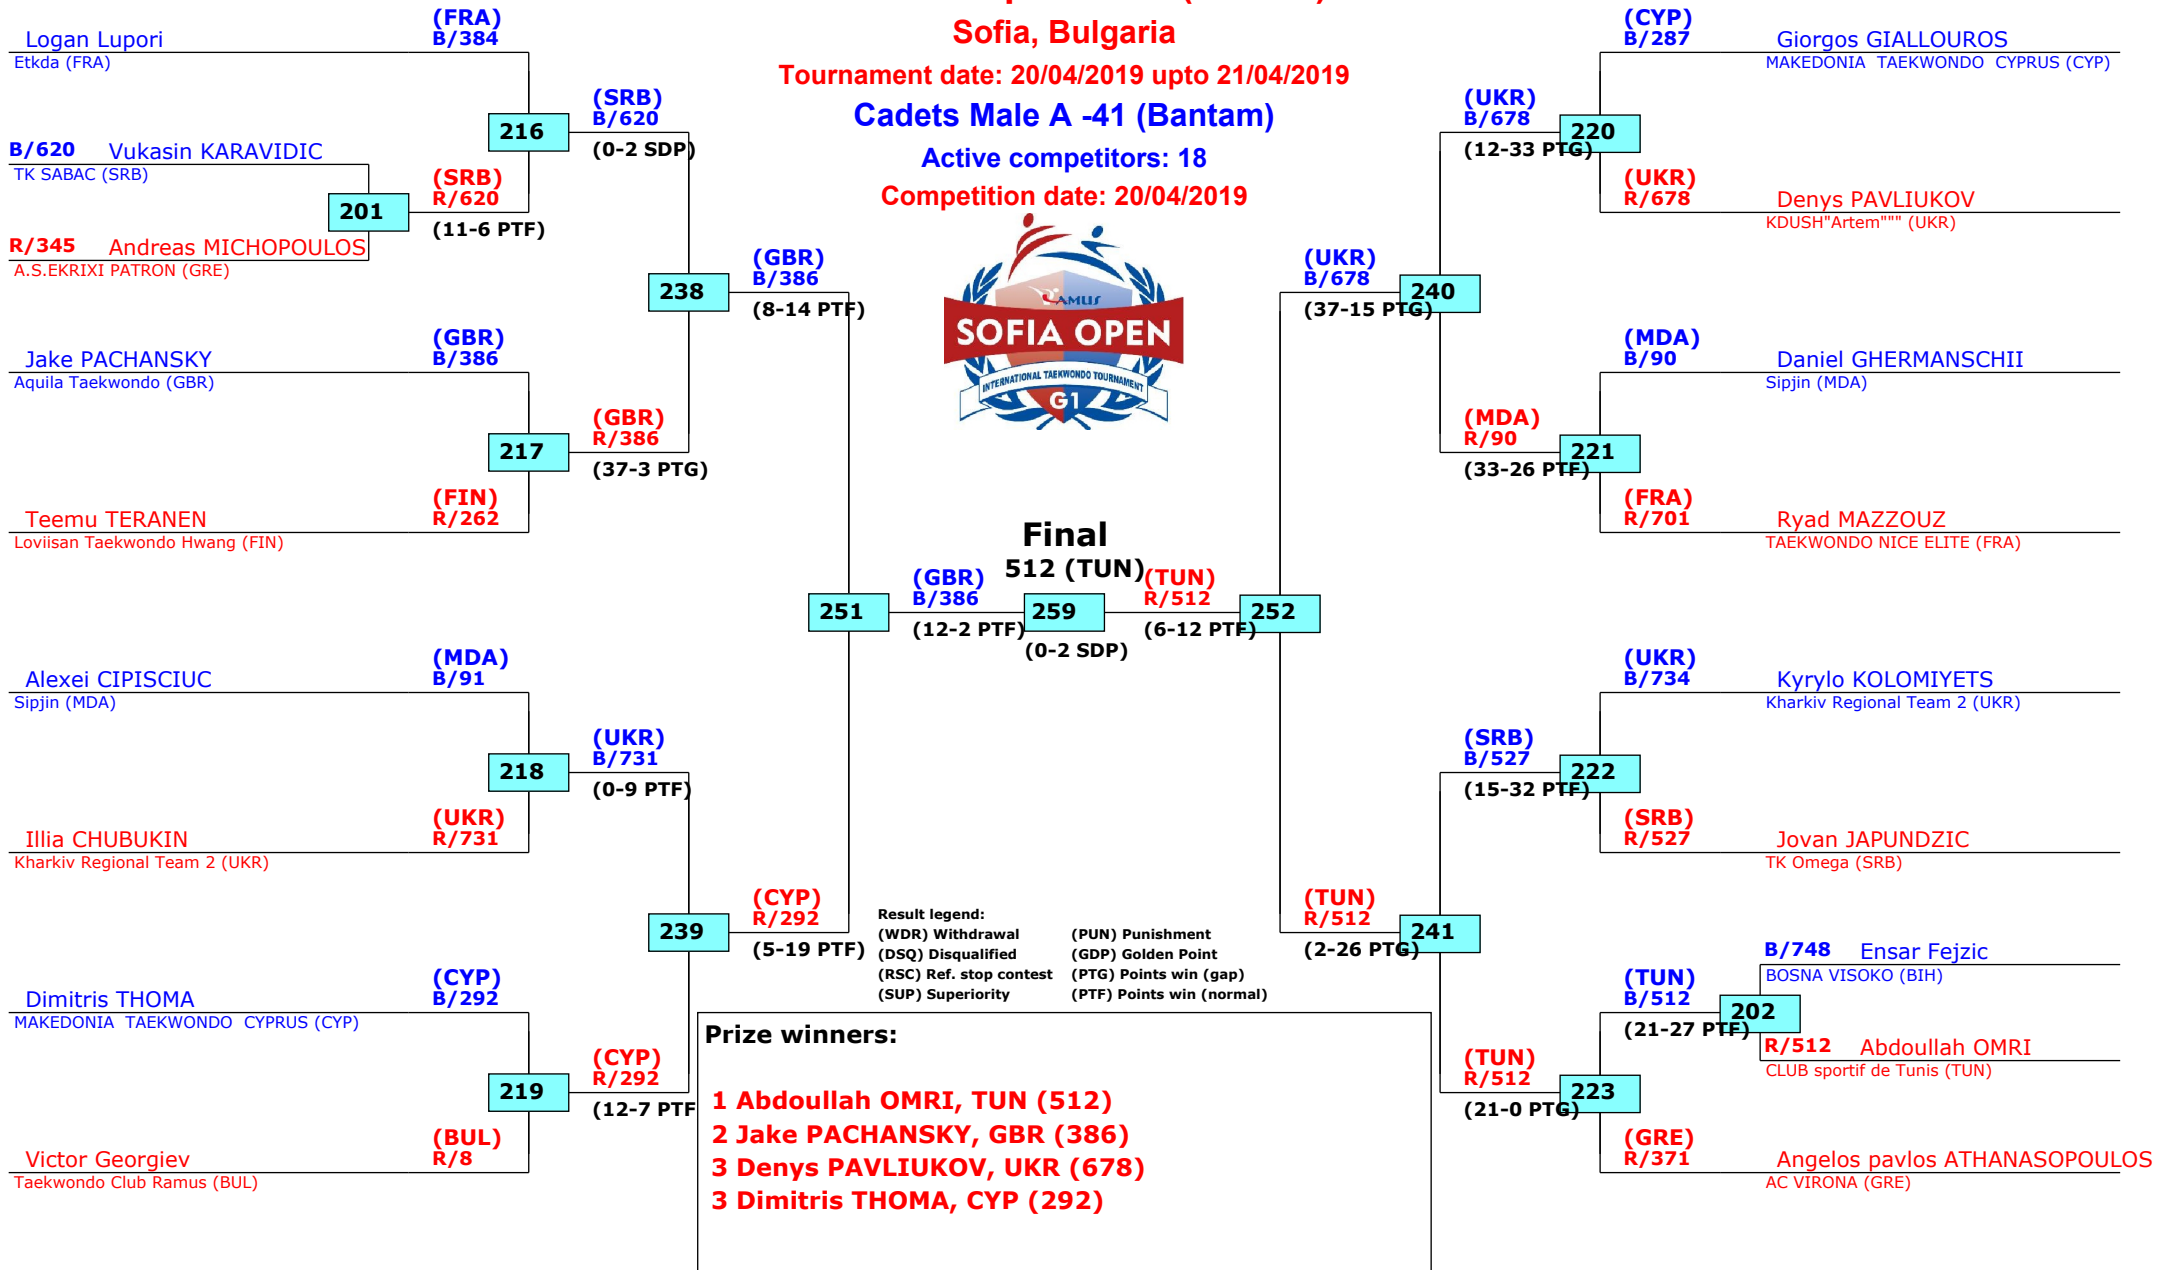 Sofia, Bulgaria
Tournament date: 20/04/2019 upto 21/04/2019
Cadets Male A -41 (Bantam)
Active competitors: 18
Competition date: 20/04/2019
RAMUS
SOFIA OPEN
INTERNATIONAL TAEKWONDO TOURNAMENT
G1
Logan Lupori
Etkda (FRA)
(FRA)
B/384
B/620 Vukasin KARAVIDIC
TK SABAC (SRB)
R/345 Andreas MICHOPOULOS
A.S.EKRIXI PATRON (GRE)
201
(SRB)
R/620
(11-6 PTF)
216
(SRB)
B/620
(0-2 SDP)
Jake PACHANSKY
Aquila Taekwondo (GBR)
(GBR)
B/386
Teemu TERANEN
Loviisan Taekwondo Hwang (FIN)
(FIN)
R/262
217
(GBR)
R/386
(37-3 PTG)
238
(GBR)
B/386
(8-14 PTF)
Alexei CIPISCIUC
Sipjin (MDA)
(MDA)
B/91
Illia CHUBUKIN
Kharkiv Regional Team 2 (UKR)
(UKR)
R/731
218
(UKR)
B/731
(0-9 PTF)
Dimitris THOMA
MAKEDONIA TAEKWONDO CYPRUS (CYP)
(CYP)
B/292
Victor Georgiev
Taekwondo Club Ramus (BUL)
(BUL)
R/8
219
(CYP)
R/292
(12-7 PTF
239
(CYP)
R/292
(5-19 PTF)
251
(GBR)
B/386
(12-2 PTF)
Final
512 (TUN)
259
(0-2 SDP)
(TUN)
R/512
(6-12 PTF)
252
(UKR)
B/678
(37-15 PTG)
240
(UKR)
B/678
(12-33 PTG)
220
(CYP)
B/287
Giorgos GIALLOUROS
MAKEDONIA TAEKWONDO CYPRUS (CYP)
(UKR)
R/678
Denys PAVLIUKOV
KDUSH"Artem""" (UKR)
(MDA)
R/90
(33-26 PTF)
221
(MDA)
B/90
Daniel GHERMANSCHII
Sipjin (MDA)
(FRA)
R/701
Ryad MAZZOUZ
TAEKWONDO NICE ELITE (FRA)
(TUN)
R/512
(2-26 PTG)
241
(SRB)
B/527
(15-32 PTF)
222
(UKR)
B/734
Kyrylo KOLOMIYETS
Kharkiv Regional Team 2 (UKR)
(SRB)
R/527
Jovan JAPUNDZIC
TK Omega (SRB)
(TUN)
R/512
(21-0 PTG)
223
(TUN)
B/512
(21-27 PTF)
202
B/748 Ensar Fejzic
BOSNA VISOKO (BIH)
R/512 Abdoullah OMRI
CLUB sportif de Tunis (TUN)
(GRE)
R/371
Angelos pavlos ATHANASOPOULOS
AC VIRONA (GRE)
Result legend:
(WDR) Withdrawal (PUN) Punishment
(DSQ) Disqualified (GDP) Golden Point
(RSC) Ref. stop contest (PTG) Points win (gap)
(SUP) Superiority (PTF) Points win (normal)
Prize winners:
1 Abdoullah OMRI, TUN (512)
2 Jake PACHANSKY, GBR (386)
3 Denys PAVLIUKOV, UKR (678)
3 Dimitris THOMA, CYP (292)